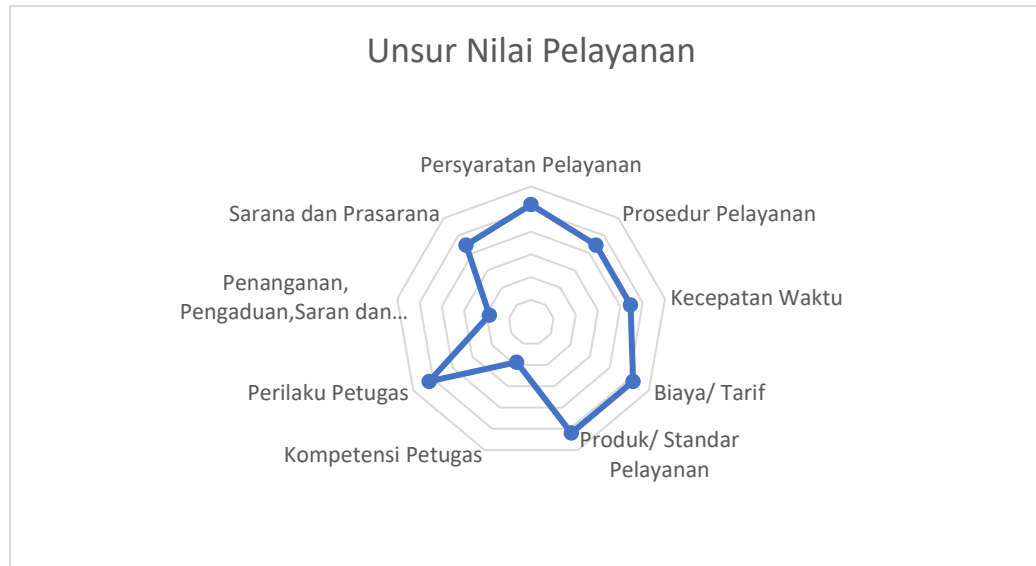 Unsur Nilai Pelayanan
Persyaratan Pelayanan
Prosedur Pelayanan
Kecepatan Waktu
Biaya/ Tarif
Produk/ Standar
Pelayanan
Kompetensi Petugas
Perilaku Petugas
Penanganan,
Pengaduan,Saran dan...
Sarana dan Prasarana